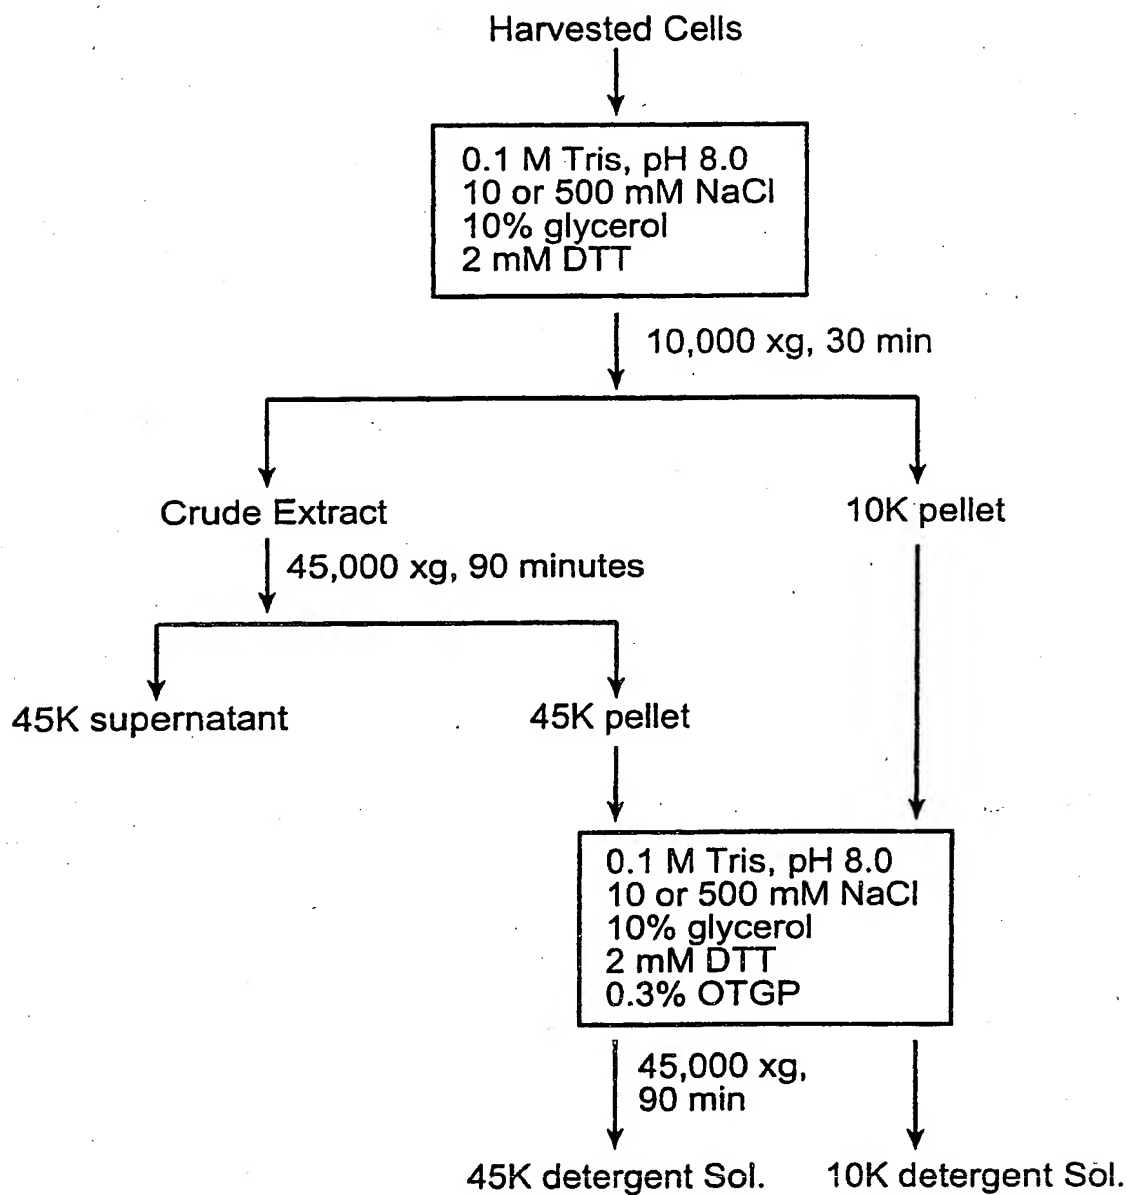 Harvested Cells
0.1 M Tris, pH 8.0
10 or 500 mM NaCl
10% glycerol
2 mM DTT
10,000 xg, 30 min
Crude Extract
10K pellet
45,000 xg, 90 minutes
45K supernatant
45K pellet
0.1 M Tris, pH 8.0
10 or 500 mM NaCl
10% glycerol
2 mM DTT
0.3% OTGP
45,000 xg,
90 min
45K detergent Sol.
10K detergent Sol.